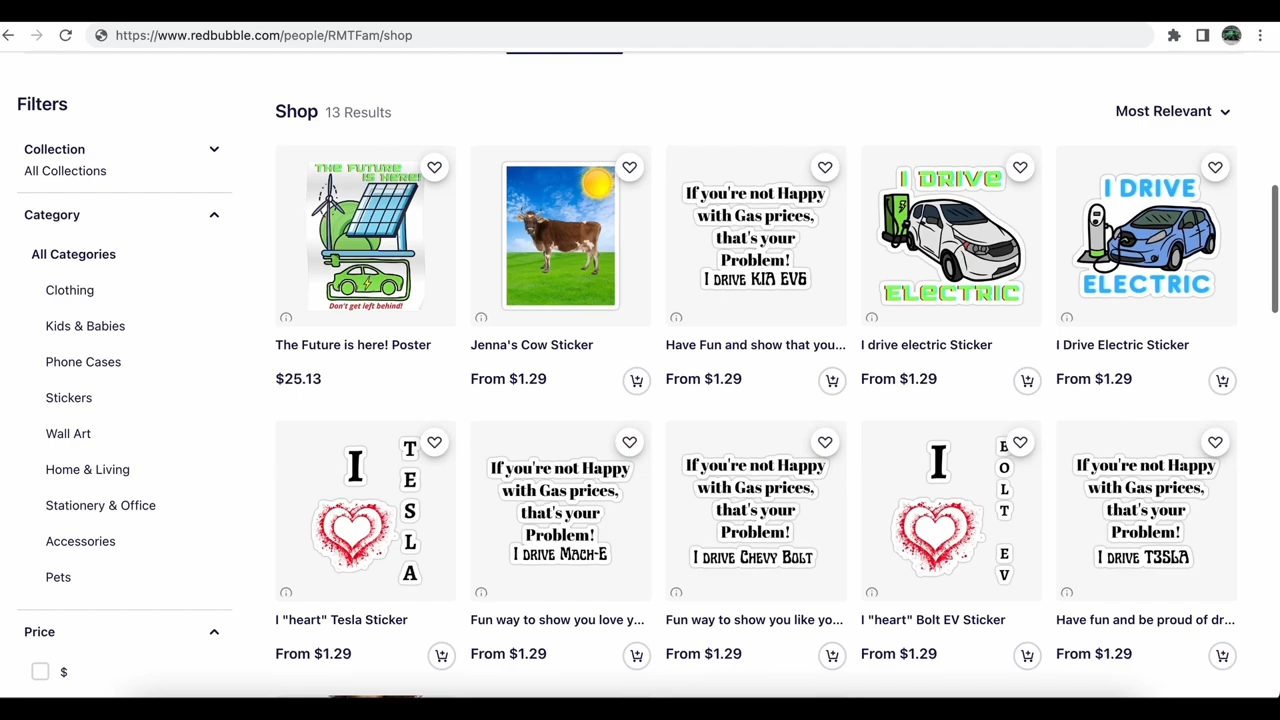 https://www.redbubble.com/people/RMTFam/shop
Filters
Shop 13 Results
Most Relevant
Collection
All Collections
Category
All Categories
Clothing
Kids & Babies
Phone Cases
Stickers
Wall Art
Home & Living
Stationery & Office
Accessories
Pets
Price
$
THE FUTURE
IS HERE!
Don't get left behind!
The Future is here! Poster
$25.13
Jenna's Cow Sticker
From $1.29
If you're not Happy
with Gas prices,
that's your
Problem!
I DRIVE KIA EV6
Have Fun and show that you...
From $1.29
I DRIVE
ELECTRIC
I drive electric Sticker
From $1.29
I DRIVE
ELECTRIC
I Drive Electric Sticker
From $1.29
I
T
E
S
L
A
I "heart" Tesla Sticker
From $1.29
If you're not Happy
with Gas prices,
that's your
Problem!
I DRIVE MACH-E
Fun way to show you love y...
From $1.29
If you're not Happy
with Gas prices,
that's your
Problem!
I DRIVE CHEVY BOLT
Fun way to show you like yo...
From $1.29
I
B
O
L
T
E
V
I "heart" Bolt EV Sticker
From $1.29
If you're not Happy
with Gas prices,
that's your
Problem!
I DRIVE T3SLA
Have fun and be proud of dr...
From $1.29